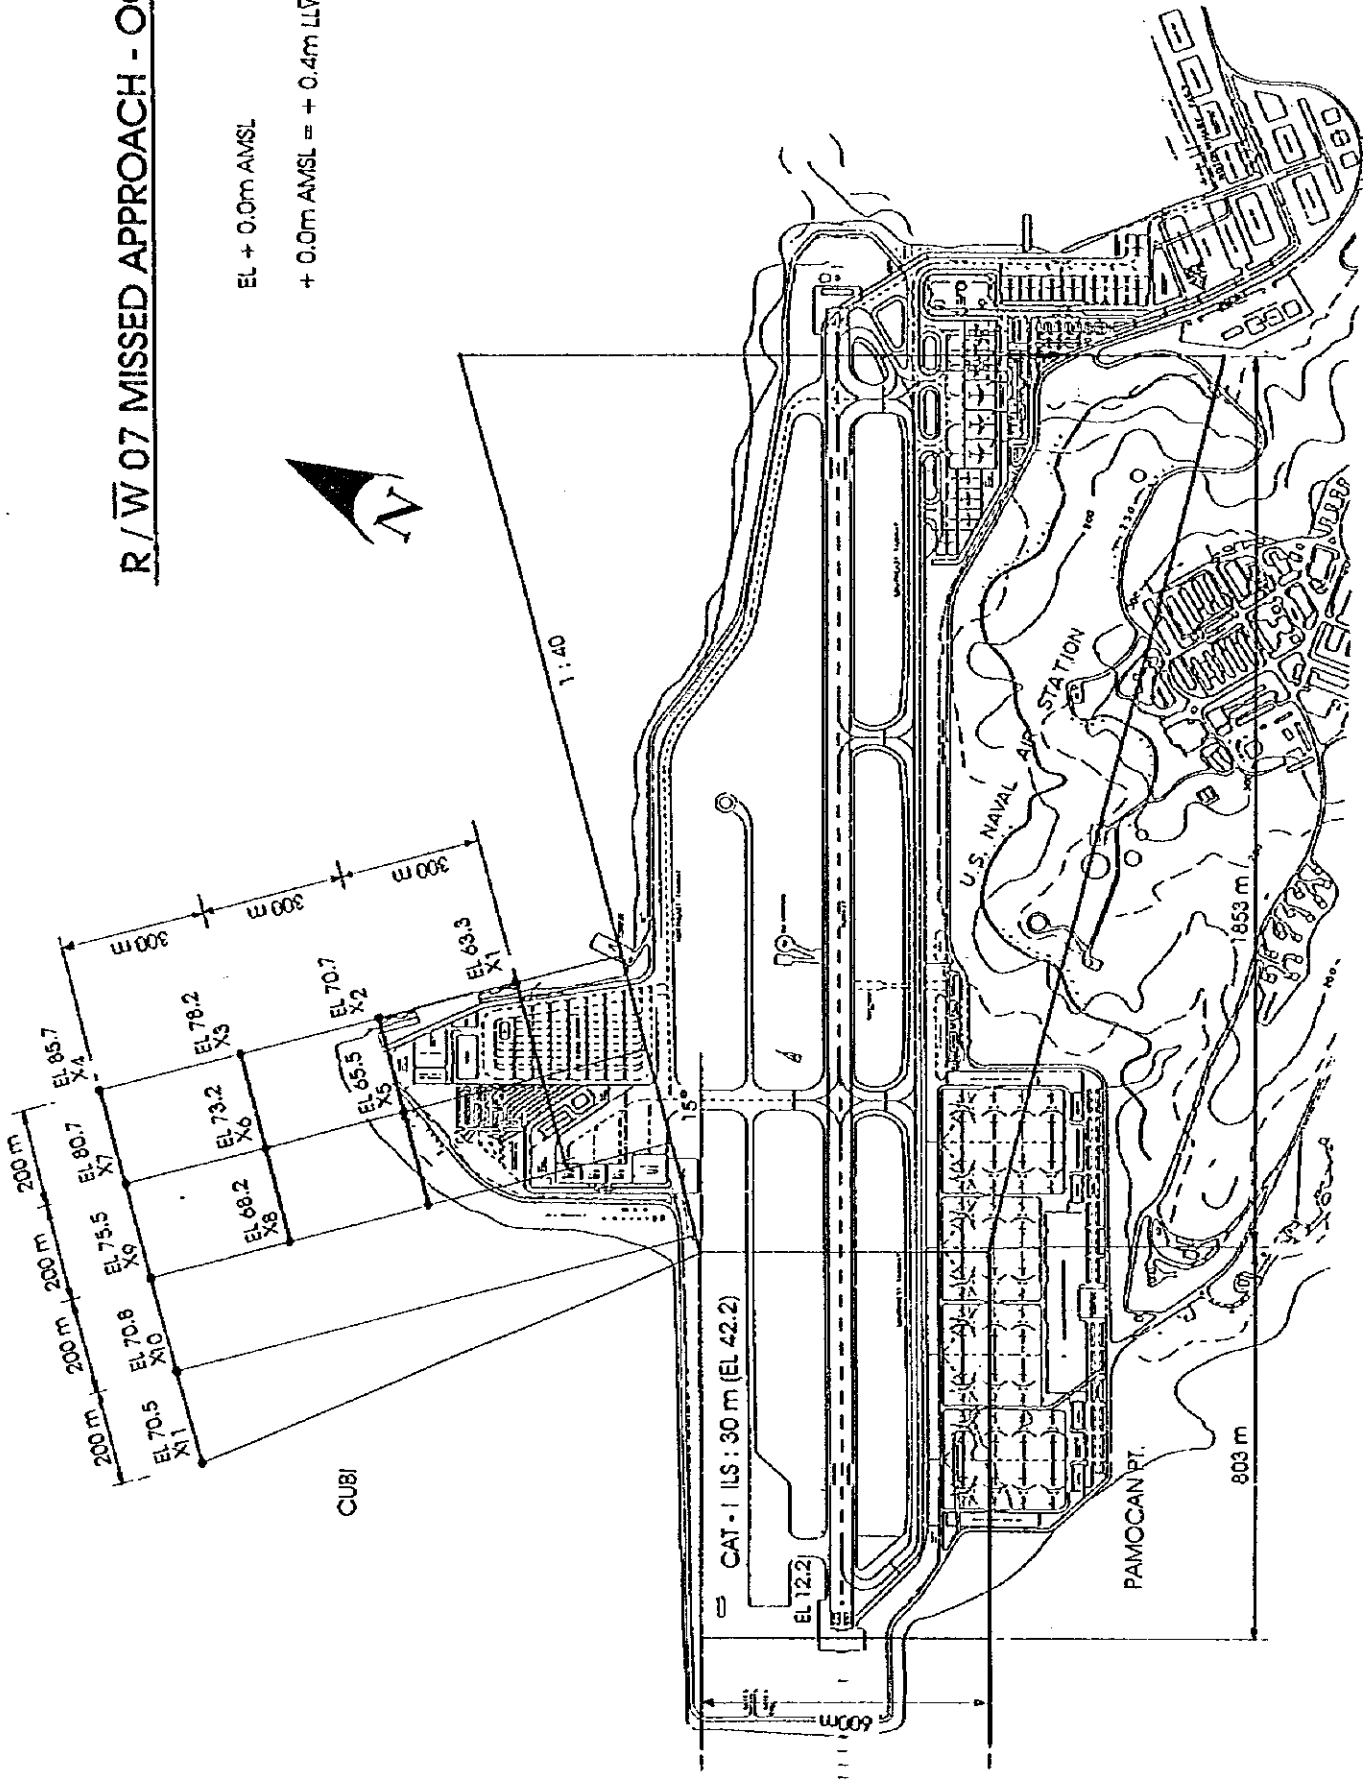 R / W 07 MISSED APPROACH -
EL + 0.0m AMSL
+ 0.0m AMSL = + 0.4m
N
1 : 40
300 m
300 m
300 m
200 m
200 m
200 m
200 m
EL 85.7
X4
EL 78.2
X3
EL 70.7
X2
EL 63.3
X1
EL 80.7
X7
EL 73.2
X6
EL 65.5
X5
EL 75.5
X9
EL 68.2
X8
EL 70.8
X10
EL 70.5
X11
CUBI
15°
CAT - I ILS : 30 m (EL 42.2)
EL 12.2
600m
U.S. NAVAL AIR STATION
1853 m
803 m
PAMOCAN PT.